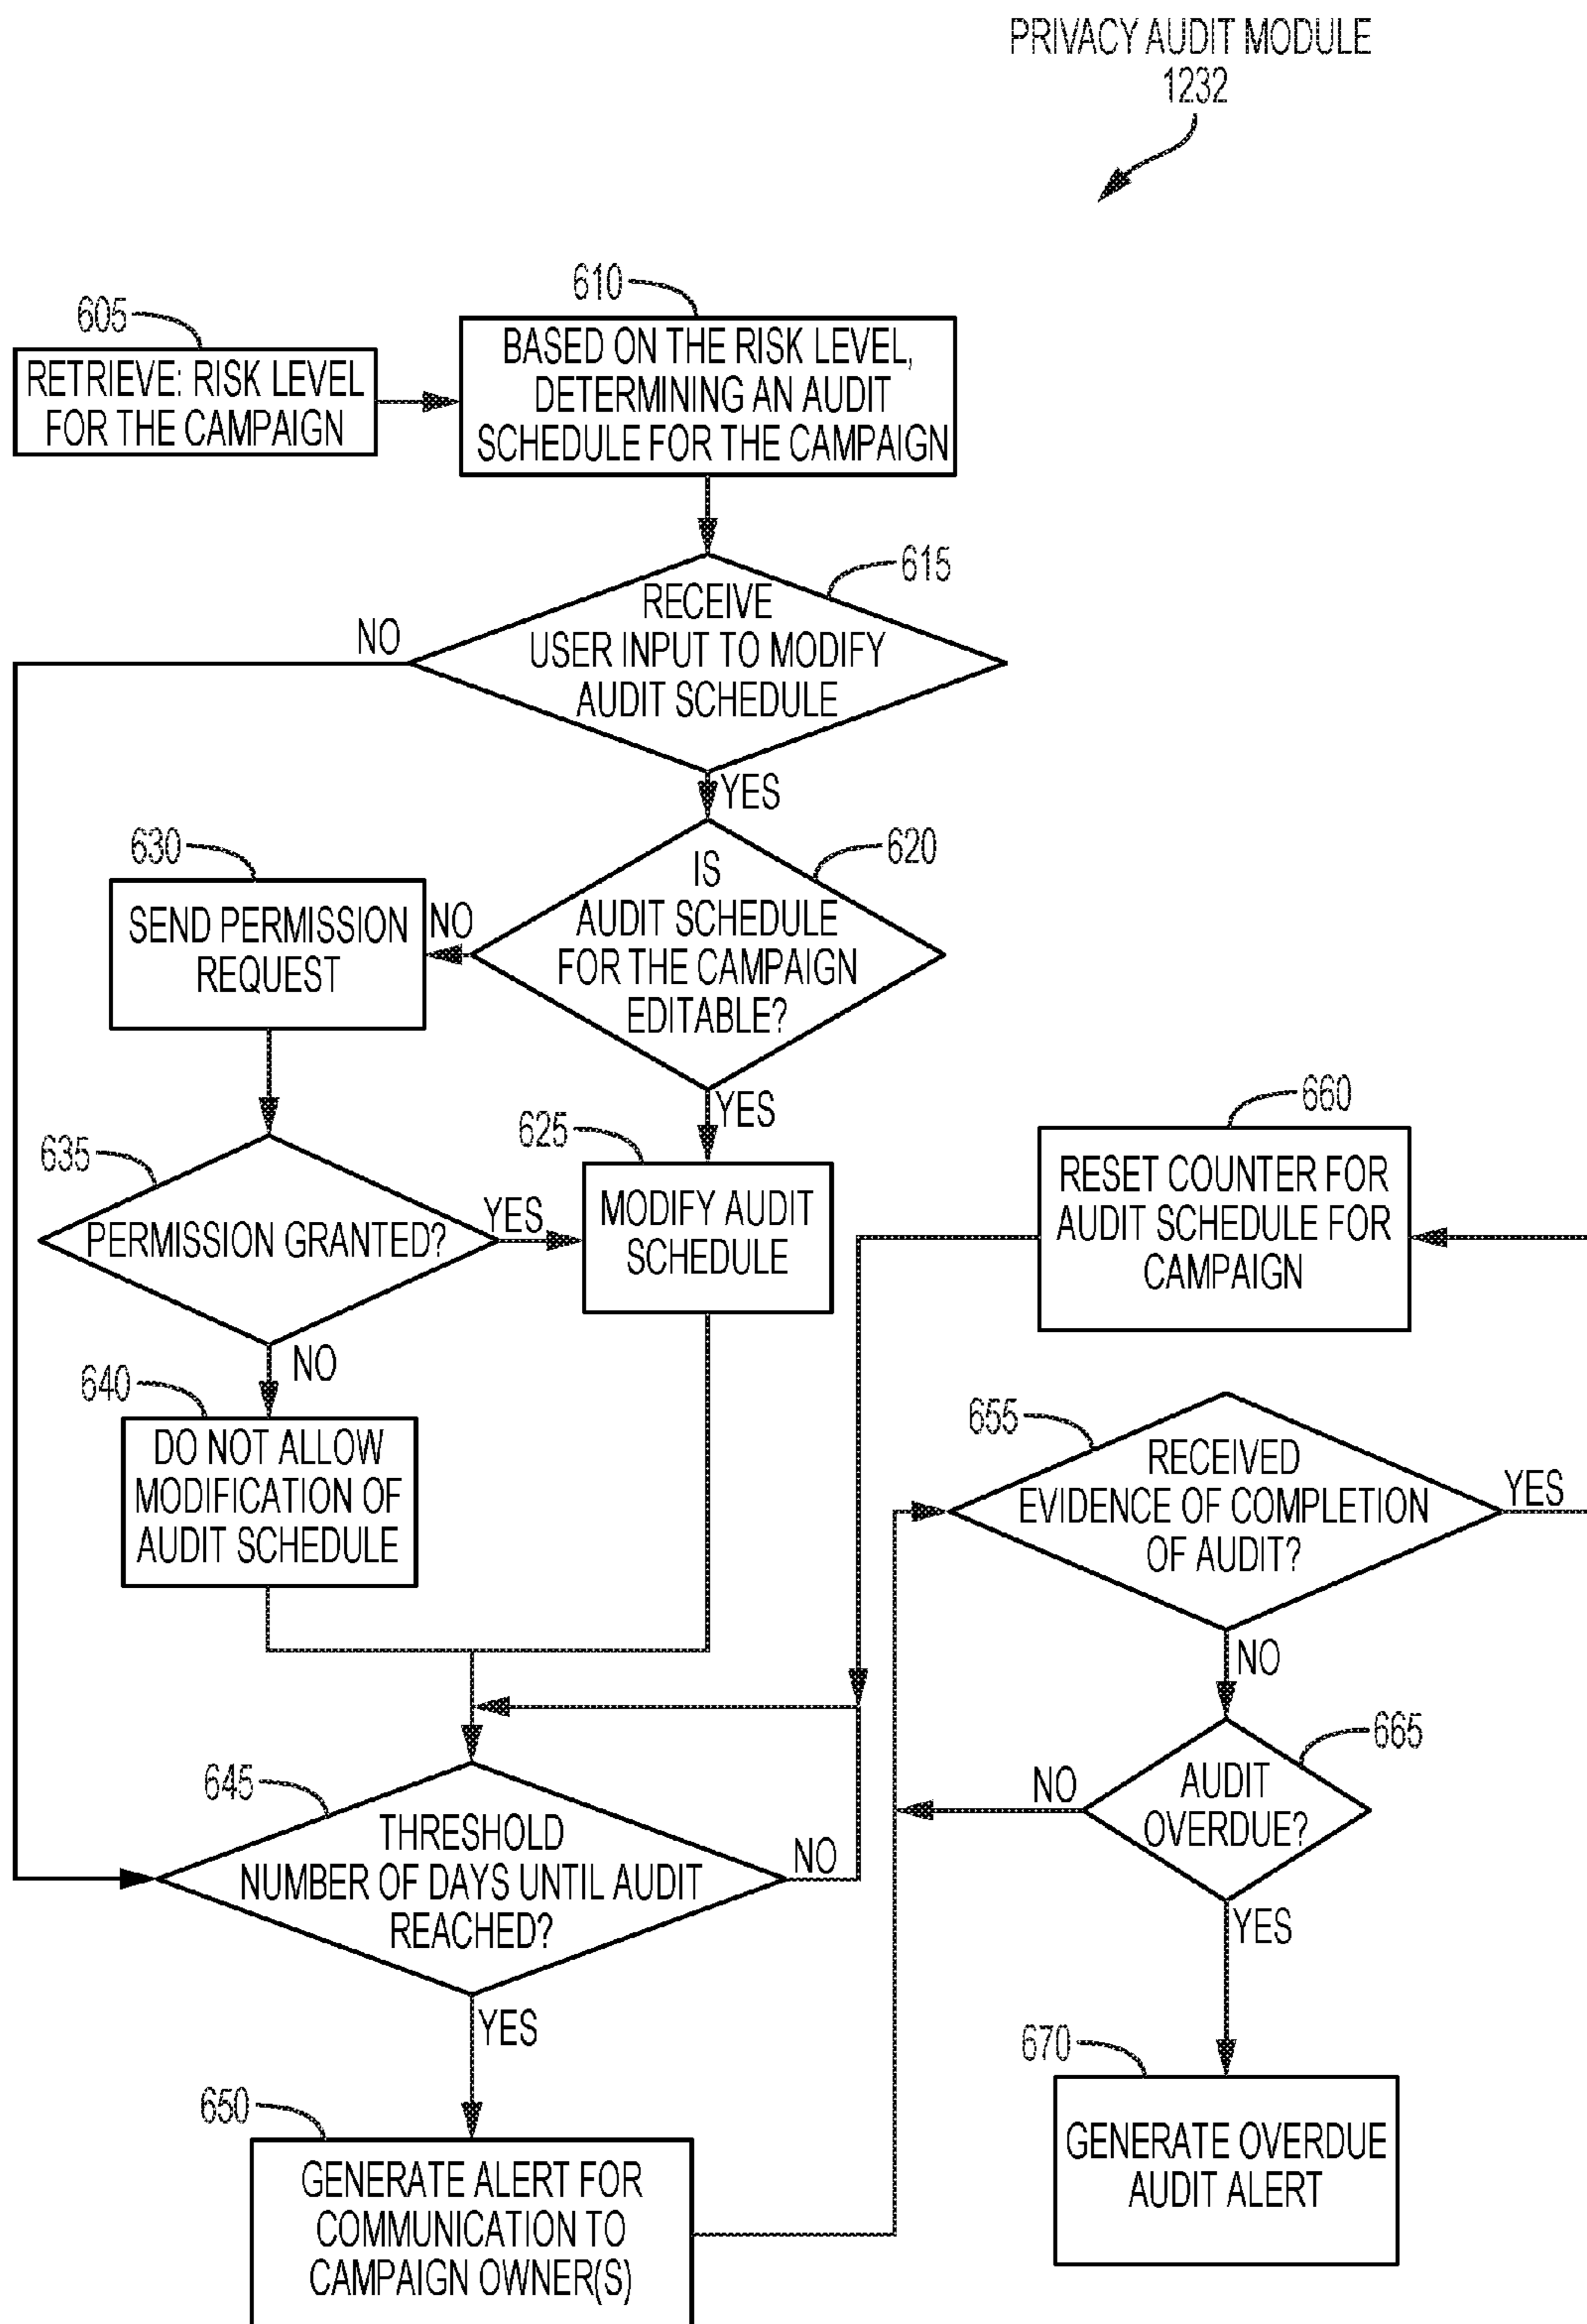 PRIVACY AUDIT MODULE
1232
605
RETRIEVE: RISK LEVEL
FOR THE CAMPAIGN
610
BASED ON THE RISK LEVEL,
DETERMINING AN AUDIT
SCHEDULE FOR THE CAMPAIGN
615
RECEIVE
USER INPUT TO MODIFY
AUDIT SCHEDULE
NO
YES
620
IS
AUDIT SCHEDULE
FOR THE CAMPAIGN
EDITABLE?
NO
YES
630
SEND PERMISSION
REQUEST
635
PERMISSION GRANTED?
YES
NO
625
MODIFY AUDIT
SCHEDULE
640
DO NOT ALLOW
MODIFICATION OF
AUDIT SCHEDULE
645
THRESHOLD
NUMBER OF DAYS UNTIL AUDIT
REACHED?
NO
YES
650
GENERATE ALERT FOR
COMMUNICATION TO
CAMPAIGN OWNER(S)
660
RESET COUNTER FOR
AUDIT SCHEDULE FOR
CAMPAIGN
655
RECEIVED
EVIDENCE OF COMPLETION
OF AUDIT?
YES
NO
665
AUDIT
OVERDUE?
NO
YES
670
GENERATE OVERDUE
AUDIT ALERT